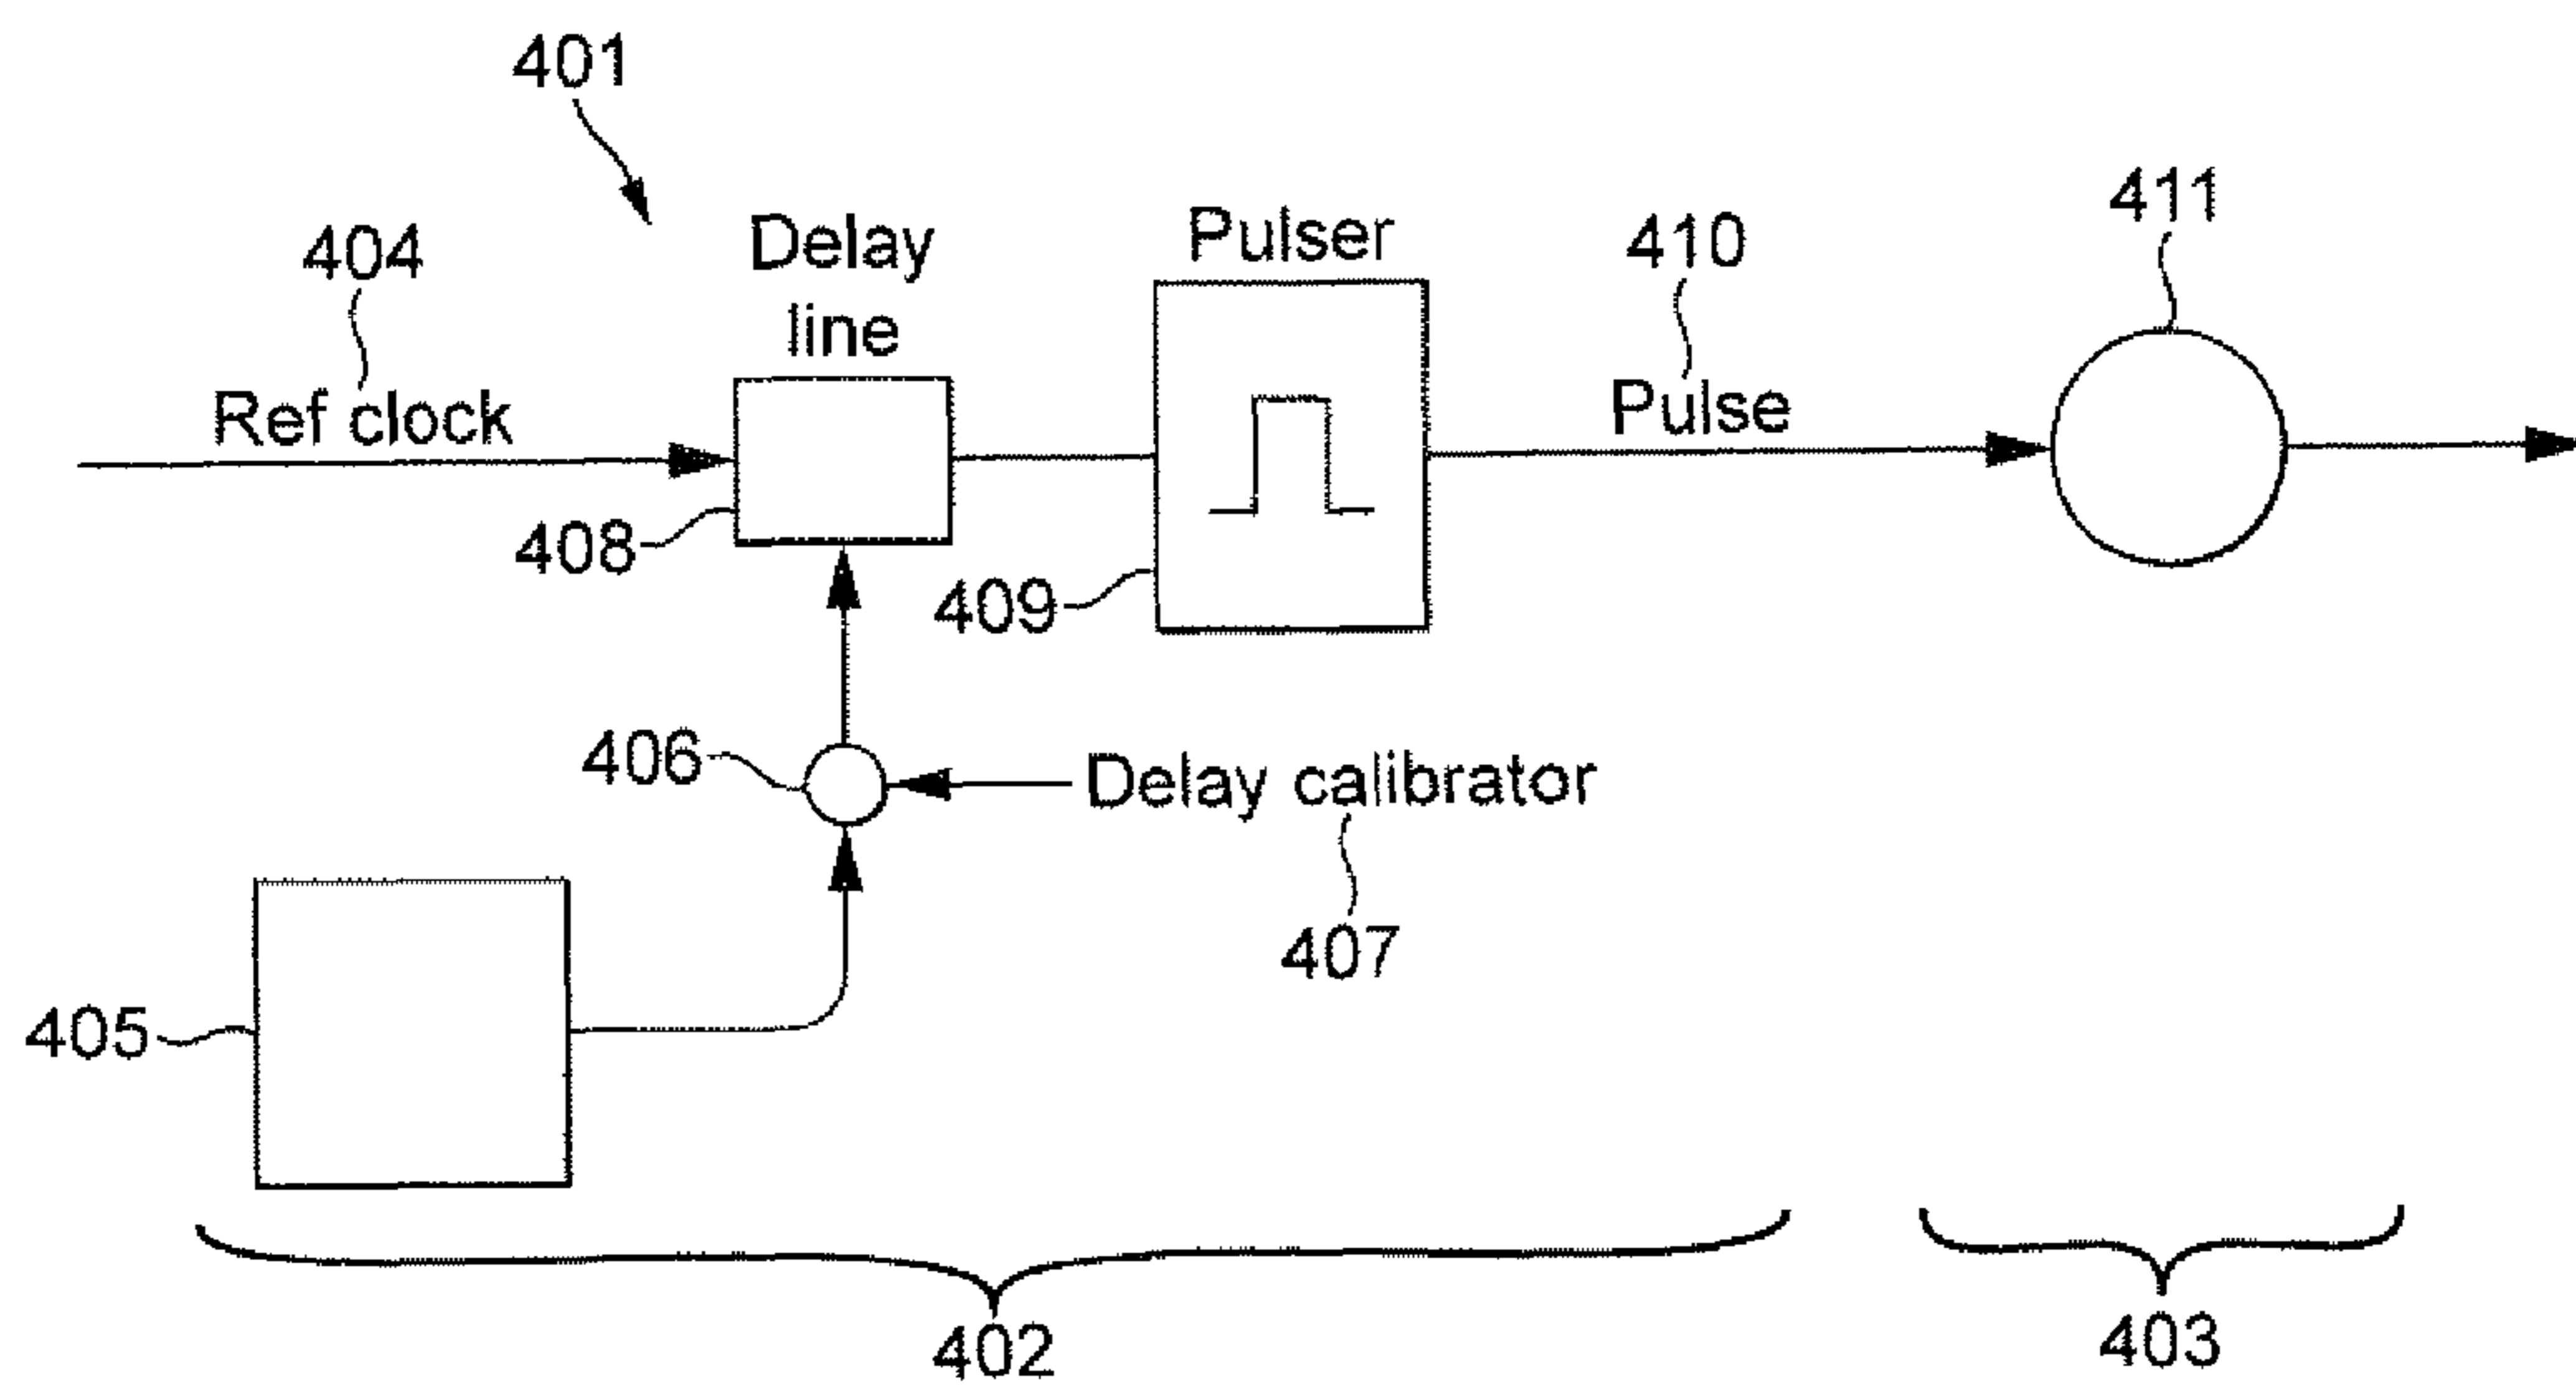 401
404
Ref clock
Delay
line
408
Pulser
409
410
Pulse
411
406
Delay calibrator
407
405
402
403